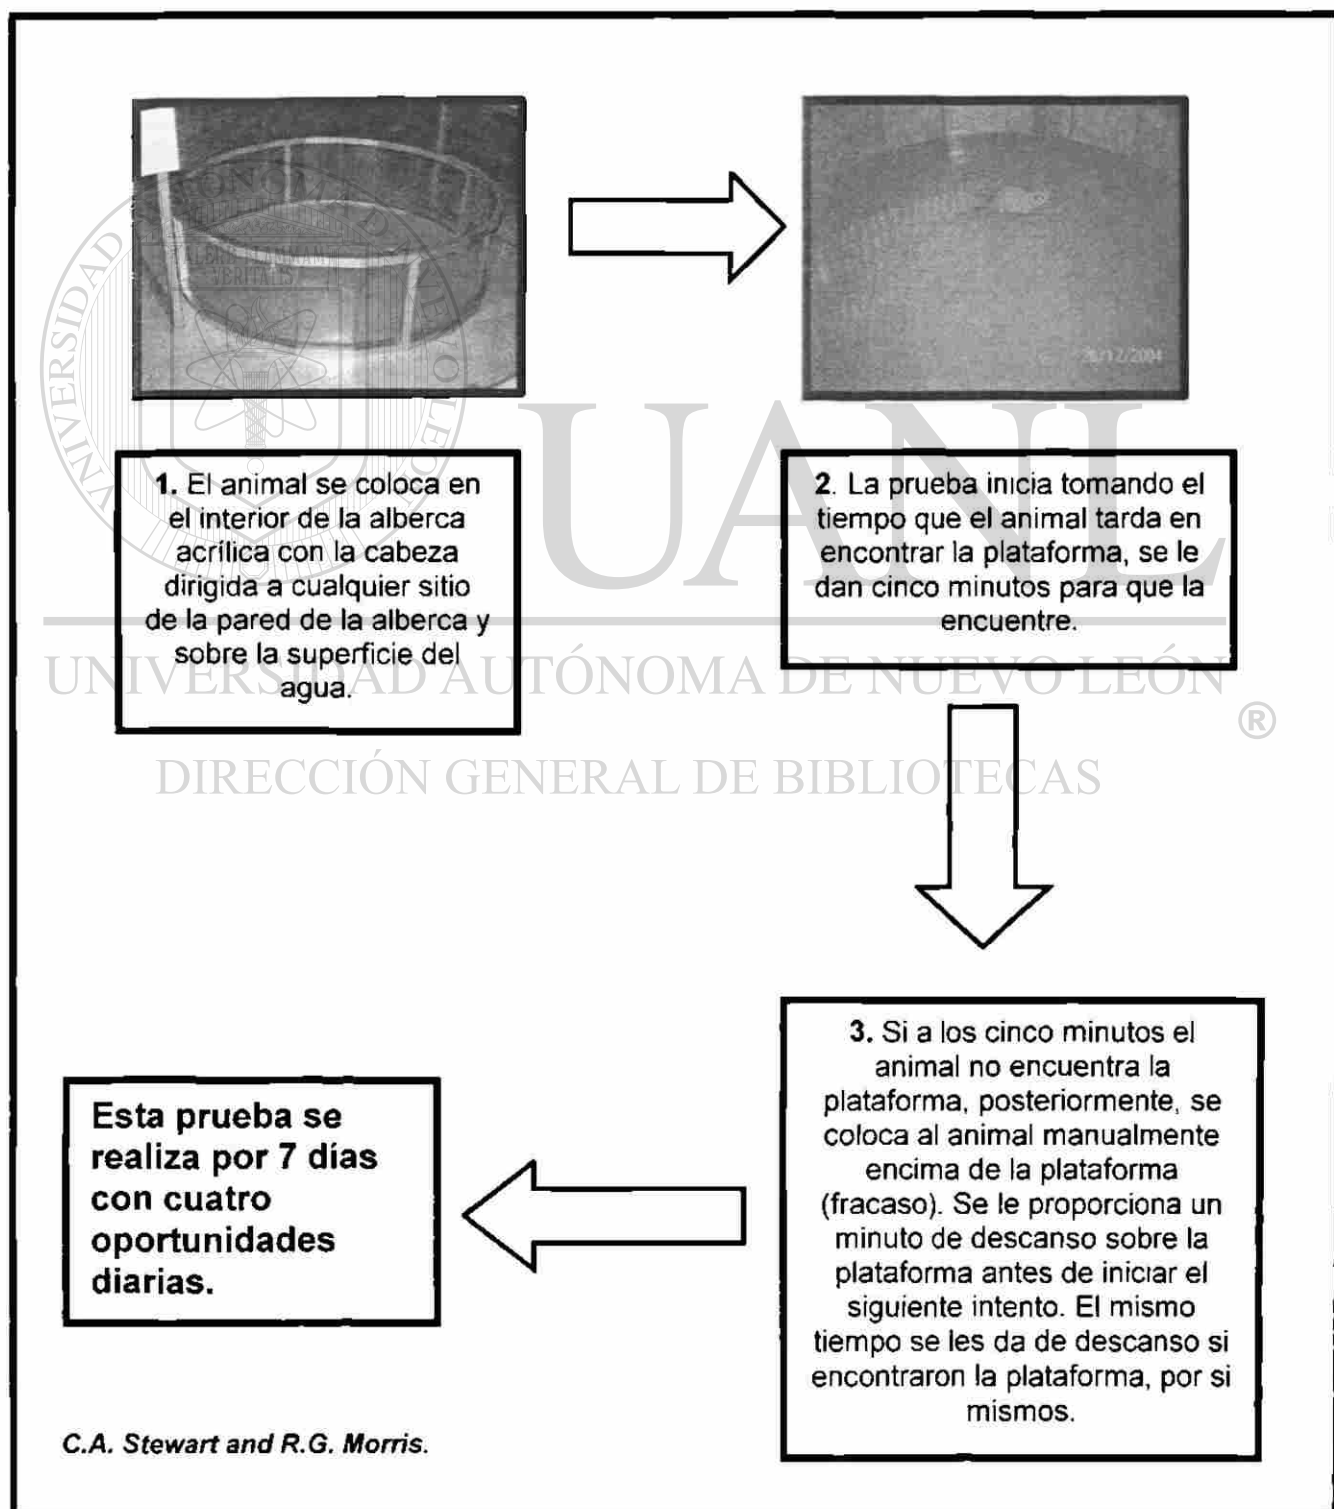 1. El animal se coloca en
el interior de la alberca
acrílica con la cabeza
dirigida a cualquier sitio
de la pared de la alberca y
sobre la superficie del
agua.
28/12/2004
2. La prueba inicia tomando el
tiempo que el animal tarda en
encontrar la plataforma, se le
dan cinco minutos para que la
encuentre.
UANL
UNIVERSIDAD AUTÓNOMA DE NUEVO LEÓN
®
DIRECCIÓN GENERAL DE BIBLIOTECAS
3. Si a los cinco minutos el
animal no encuentra la
plataforma, posteriormente, se
coloca al animal manualmente
encima de la plataforma
(fracaso). Se le proporciona un
minuto de descanso sobre la
plataforma antes de iniciar el
siguiente intento. El mismo
tiempo se les da de descanso si
encontraron la plataforma, por si
mismos.
Esta prueba se
realiza por 7 días
con cuatro
oportunidades
diarias.
C.A. Stewart and R.G. Morris.